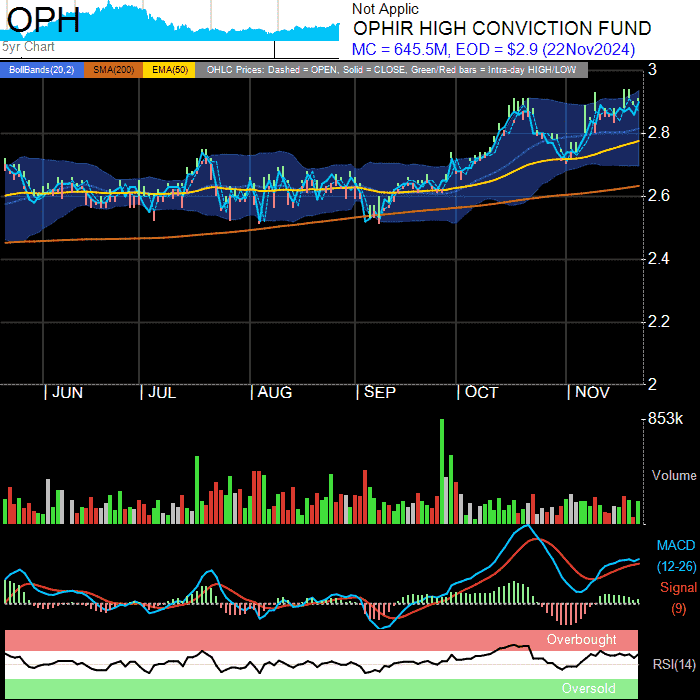 OPH
5yr Chart
Not Applic
OPHIR HIGH CONVICTION FUND
MC = 645.5M, EOD = $2.9 (22Nov2024)
BollBands(20,2) SMA(200) EMA(50) OHLC Prices: Dashed = OPEN, Solid = CLOSE, Green/Red bars = Intra-day HIGH/LOW
3
2.8
2.6
2.4
2.2
2
| JUN | JUL | AUG | SEP | OCT | NOV
853k
Volume
MACD
(12-26)
Signal
(9)
Overbought
RSI(14)
Oversold